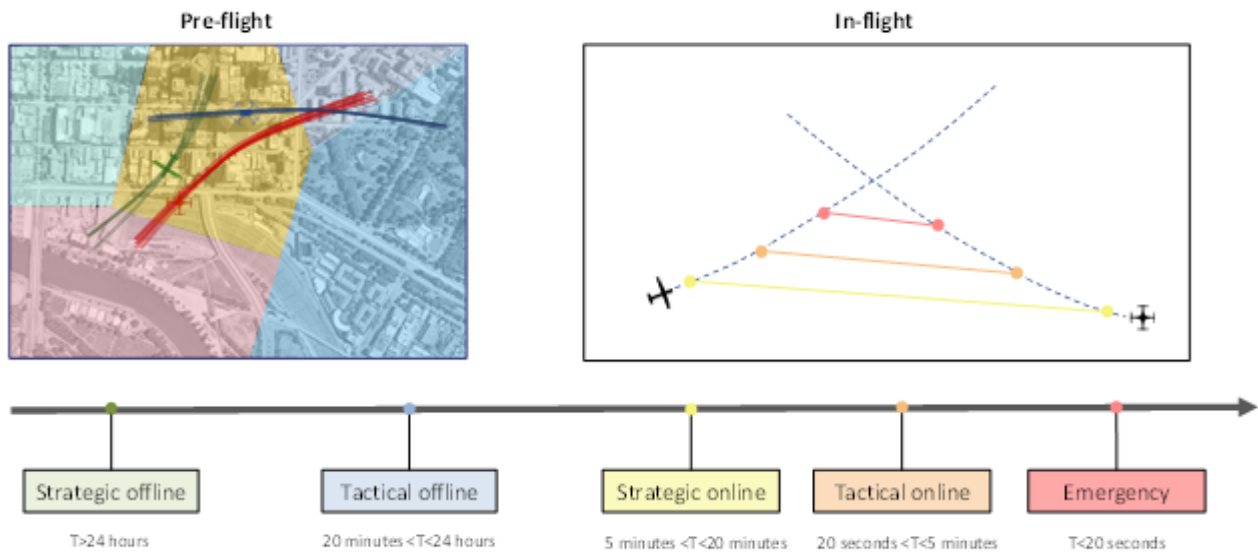 Pre-flight
In-flight
Strategic offline
Tactical offline
Strategic online
Tactical online
Emergency
T>24 hours
20 minutes <T<24 hours
5 minutes <T<20 minutes
20 seconds <T<5 minutes
T<20 seconds